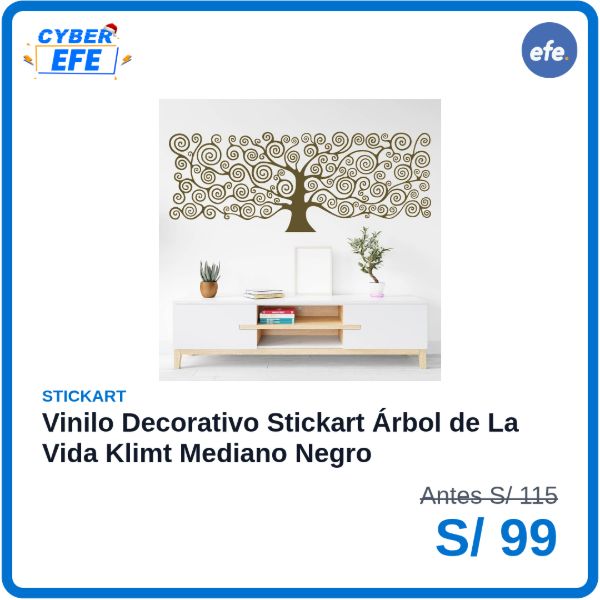 CYBER
EFE
efe.
STICKART
Vinilo Decorativo Stickart Árbol de La
Vida Klimt Mediano Negro
Antes S/ 115
S/ 99